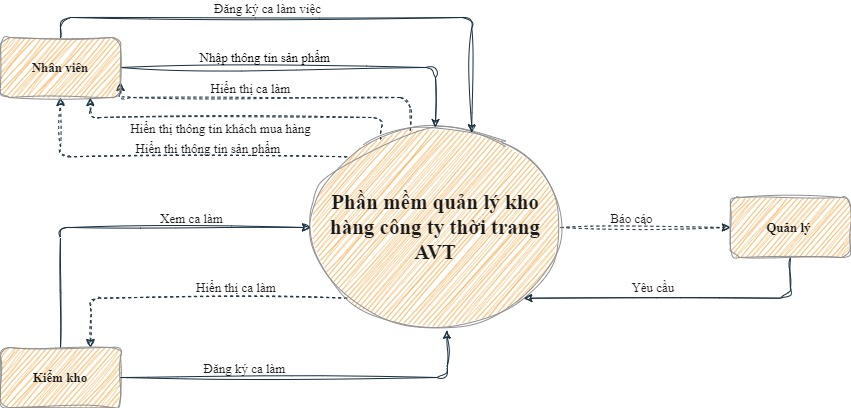 Đăng ký ca làm việc
Nhân viên
Nhập thông tin sản phẩm
Hiển thị ca làm
Hiển thị thông tin khách mua hàng
Hiển thị thông tin sản phẩm
Phần mềm quản lý kho
hàng công ty thời trang
AVT
Xem ca làm
Báo cáo
Quản lý
Hiển thị ca làm
Yêu cầu
Kiểm kho
Đăng ký ca làm